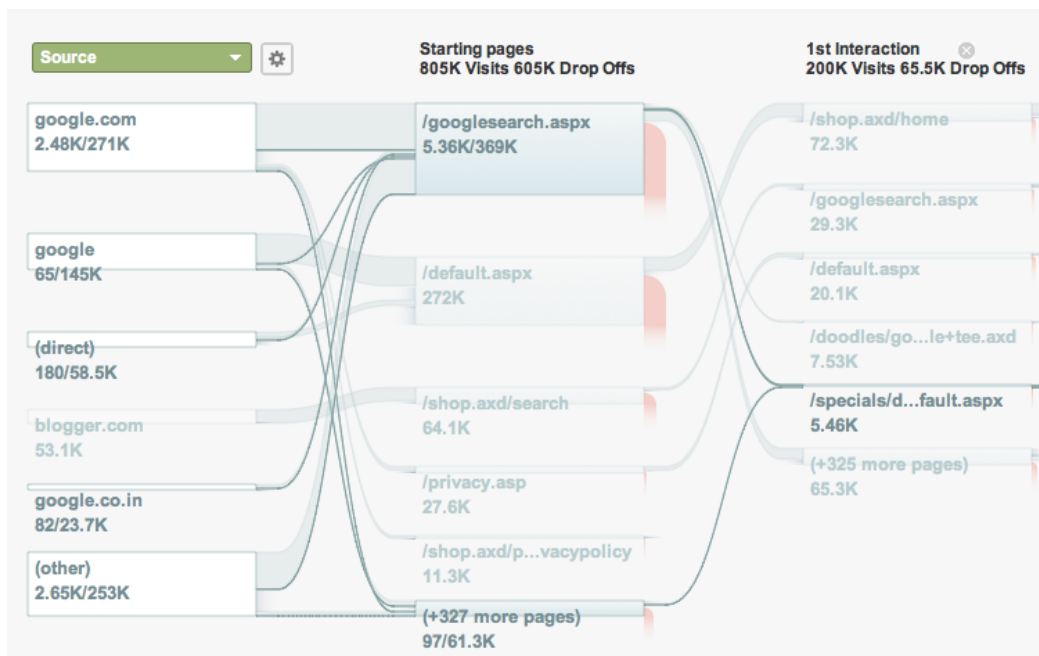 Source
Starting pages
805K Visits 605K Drop Offs
1st Interaction
200K Visits 65.5K Drop Offs
google.com
2.48K/271K
google
65/145K
(direct)
180/58.5K
blogger.com
53.1K
google.co.in
82/23.7K
(other)
2.65K/253K
/googlesearch.aspx
5.36K/369K
/default.aspx
272K
/shop.axd/search
64.1K
/privacy.asp
27.6K
/shop.axd/p...vacypolicy
11.3K
(+327 more pages)
97/61.3K
/shop.axd/home
72.3K
/googlesearch.aspx
29.3K
/default.aspx
20.1K
/doodles/go...le+tee.axd
7.53K
/specials/d...fault.aspx
5.46K
(+325 more pages)
65.3K